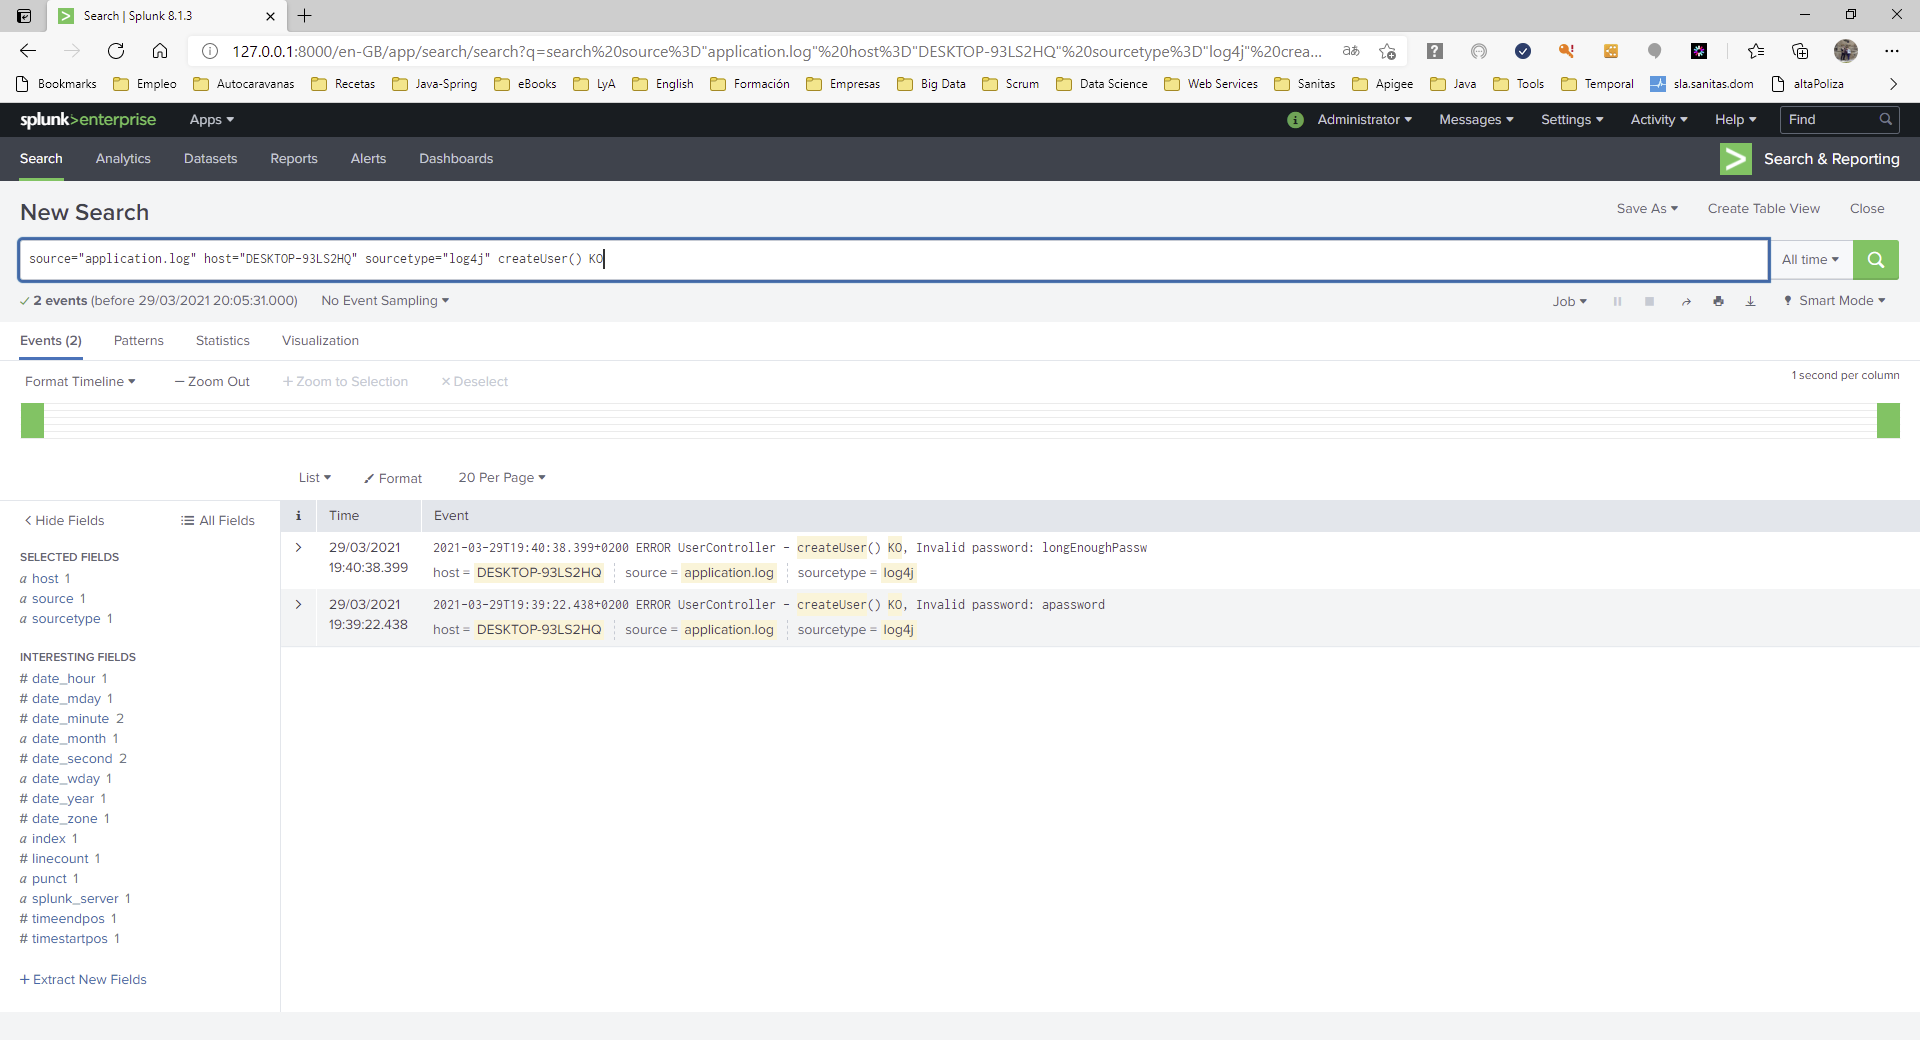 Search | Splunk 8.1.3
127.0.0.1:8000/en-GB/app/search/search?q=search%20source%3D"application.log"%20host%3D"DESKTOP-93LS2HQ"%20sourcetype%3D"log4j"%20crea...
Bookmarks Empleo Autocaravanas Recetas Java-Spring eBooks LyA English Formación Empresas Big Data Scrum Data Science Web Services Sanitas Apigee Java Tools Temporal sla.sanitas.dom altaPoliza
splunk>enterprise Apps Administrator Messages Settings Activity Help Find
Search Analytics Datasets Reports Alerts Dashboards Search & Reporting
New Search Save As Create Table View Close
source="application.log" host="DESKTOP-93LS2HQ" sourcetype="log4j" createUser() KO All time
2 events (before 29/03/2021 20:05:31.000) No Event Sampling Job Smart Mode
Events (2) Patterns Statistics Visualization
Format Timeline — Zoom Out + Zoom to Selection × Deselect 1 second per column
List Format 20 Per Page
< Hide Fields All Fields
i Time Event
SELECTED FIELDS
a host 1
a source 1
a sourcetype 1
INTERESTING FIELDS
# date_hour 1
# date_mday 1
# date_minute 2
a date_month 1
# date_second 2
a date_wday 1
# date_year 1
# date_zone 1
a index 1
# linecount 1
a punct 1
a splunk_server 1
# timeendpos 1
# timestartpos 1
+ Extract New Fields
29/03/2021 2021-03-29T19:40:38.399+0200 ERROR UserController - createUser() KO, Invalid password: longEnoughPassw
19:40:38.399 host = DESKTOP-93LS2HQ source = application.log sourcetype = log4j
29/03/2021 2021-03-29T19:39:22.438+0200 ERROR UserController - createUser() KO, Invalid password: apassword
19:39:22.438 host = DESKTOP-93LS2HQ source = application.log sourcetype = log4j